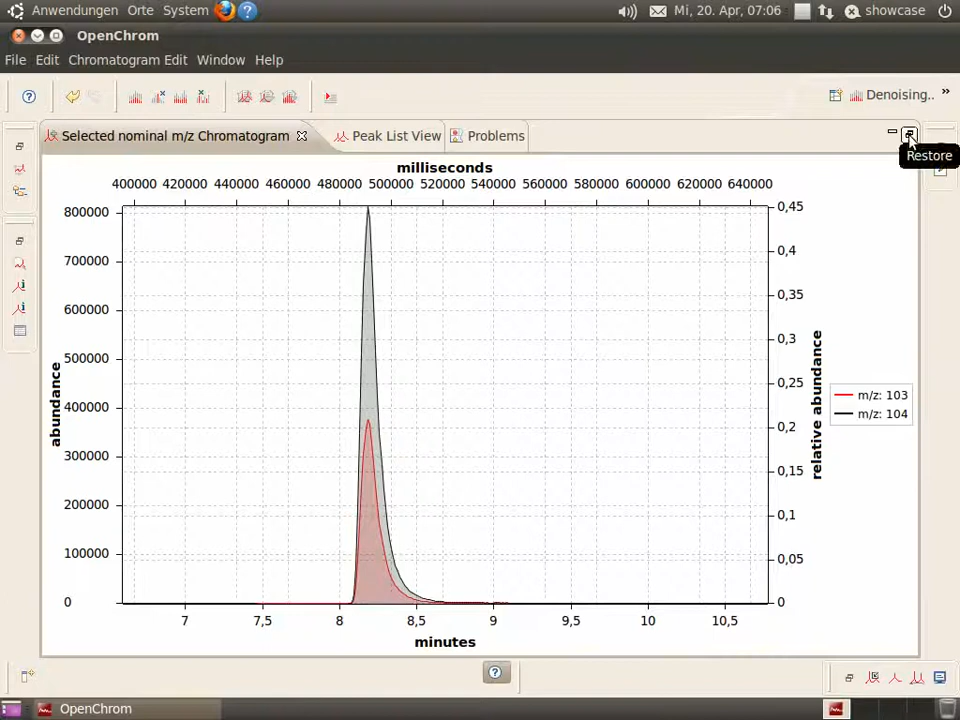 Anwendungen Orte System Mi, 20. Apr, 07:06 showcase
OpenChrom
File Edit Chromatogram Edit Window Help
Denoising.. »
Selected nominal m/z Chromatogram Peak List View Problems
Restore
milliseconds
400000 420000 440000 460000 480000 500000 520000 540000 560000 580000 600000 620000 640000
800000
700000
600000
500000
400000
300000
200000
100000
0
abundance
0,45
0,4
0,35
0,3
0,25
0,2
0,15
0,1
0,05
0
relative abundance
m/z: 103
m/z: 104
7 7,5 8 8,5 9 9,5 10 10,5
minutes
OpenChrom